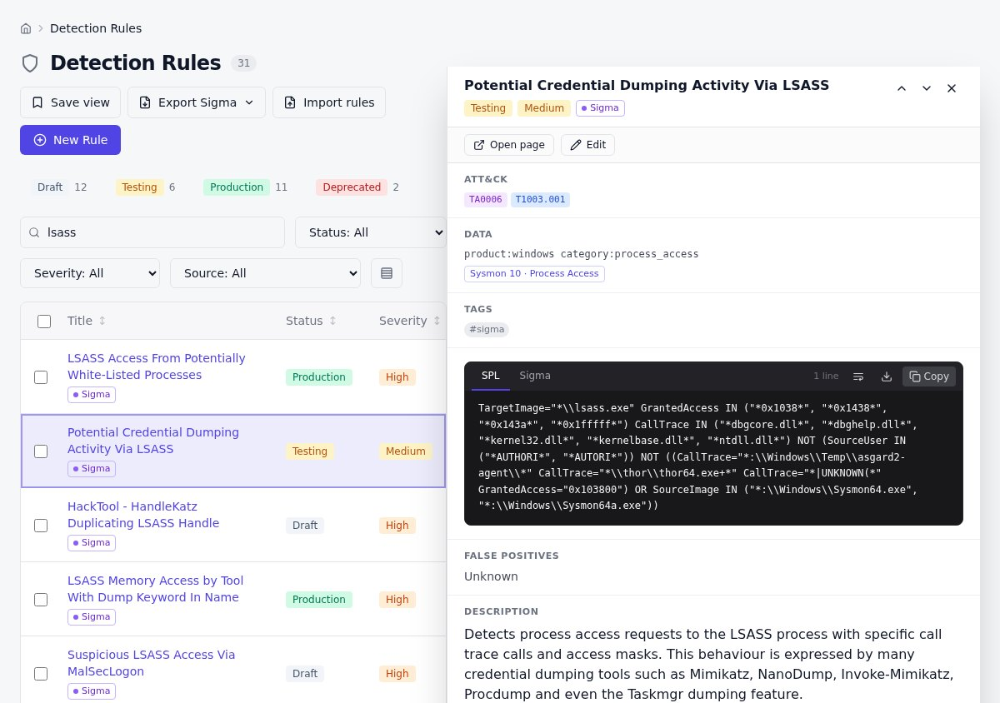 Detection Rules
Detection Rules 31
Save view
Export Sigma
Import rules
New Rule
Draft 12
Testing 6
Production 11
Deprecated 2
lsass
Status: All
Severity: All
Source: All
Title
Status
Severity
LSASS Access From Potentially
White-Listed Processes
Sigma
Production
High
Potential Credential Dumping
Activity Via LSASS
Sigma
Testing
Medium
HackTool - HandleKatz
Duplicating LSASS Handle
Sigma
Draft
High
LSASS Memory Access by Tool
With Dump Keyword In Name
Sigma
Production
High
Suspicious LSASS Access Via
MalSecLogon
Sigma
Draft
High
Potential Credential Dumping Activity Via LSASS
Testing
Medium
Sigma
Open page
Edit
ATT&CK
TA0006
T1003.001
DATA
product:windows category:process_access
Sysmon 10 · Process Access
TAGS
#sigma
SPL
Sigma
1 line
Copy
TargetImage="*\\lsass.exe" GrantedAccess IN ("*0x1038*", "*0x1438*",
"*0x143a*", "*0x1fffff*") CallTrace IN ("*dbgcore.dll*", "*dbghelp.dll*",
"*kernel32.dll*", "*kernelbase.dll*", "*ntdll.dll*") NOT (SourceUser IN
("*AUTHORI*", "*AUTORI*")) NOT ((CallTrace="*:\\Windows\\Temp\\asgard2-
agent\\*" CallTrace="*\\thor\\thor64.exe+*" CallTrace="*|UNKNOWN(*"
GrantedAccess="0x103800") OR SourceImage IN ("*:\\Windows\\Sysmon64.exe",
"*:\\Windows\\Sysmon64a.exe"))
FALSE POSITIVES
Unknown
DESCRIPTION
Detects process access requests to the LSASS process with specific call
trace calls and access masks. This behaviour is expressed by many
credential dumping tools such as Mimikatz, NanoDump, Invoke-Mimikatz,
Procdump and even the Taskmgr dumping feature.